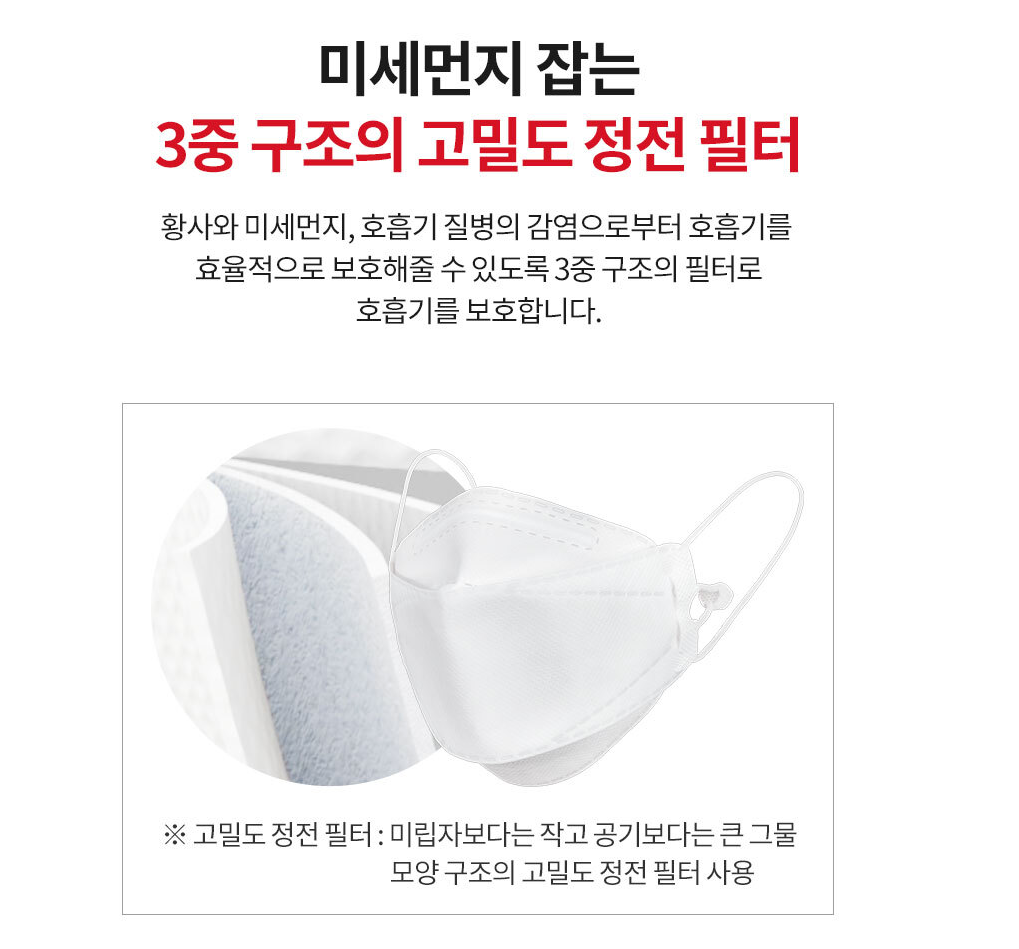 미세먼지 잡는
3중 구조의 고밀도 정전 필터
황사와 미세먼지, 호흡기 질병의 감염으로부터 호흡기를
효율적으로 보호해줄 수 있도록 3중 구조의 필터로
호흡기를 보호합니다.
※ 고밀도 정전 필터 : 미립자보다는 작고 공기보다는 큰 그물
모양 구조의 고밀도 정전 필터 사용